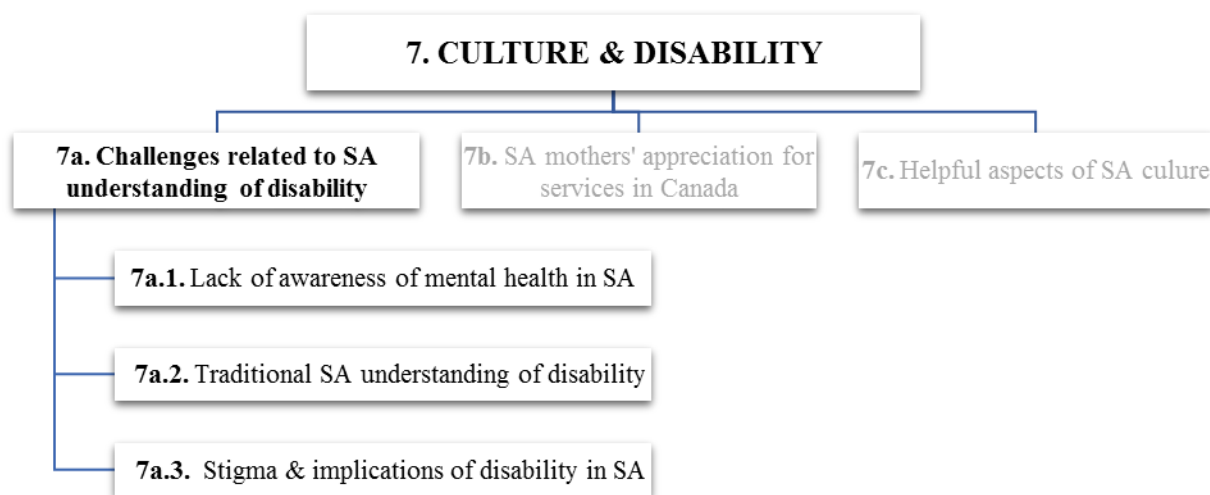 7. CULTURE & DISABILITY
7a. Challenges related to SA
understanding of disability
7b. SA mothers' appreciation for
services in Canada
7c. Helpful aspects of SA culure
7a.1. Lack of awareness of mental health in SA
7a.2. Traditional SA understanding of disability
7a.3. Stigma & implications of disability in SA